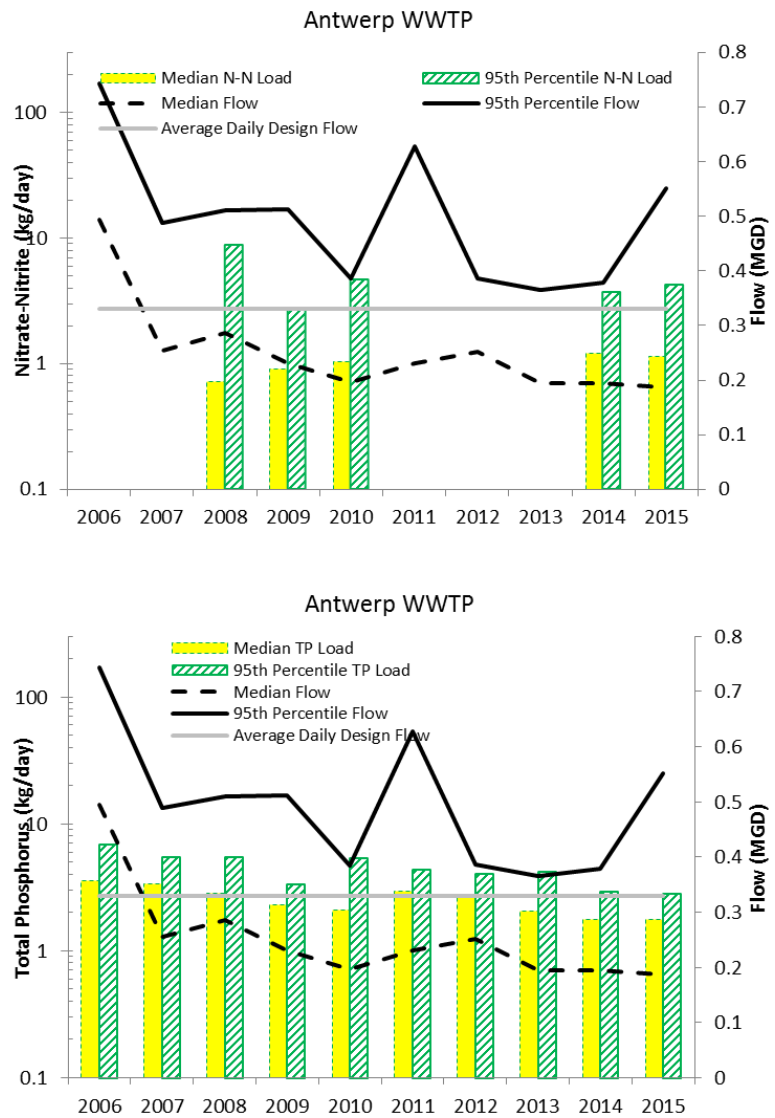 Antwerp WWTP
Median N-N Load
95th Percentile N-N Load
Median Flow
95th Percentile Flow
Average Daily Design Flow
Nitrate-Nitrite (kg/day)
100
10
1
0.1
0.8
0.7
0.6
0.5
0.4
0.3
0.2
0.1
0
Flow (MGD)
2006 2007 2008 2009 2010 2011 2012 2013 2014 2015
Antwerp WWTP
Median TP Load
95th Percentile TP Load
Median Flow
95th Percentile Flow
Average Daily Design Flow
Total Phosphorus (kg/day)
100
10
1
0.1
0.8
0.7
0.6
0.5
0.4
0.3
0.2
0.1
0
Flow (MGD)
2006 2007 2008 2009 2010 2011 2012 2013 2014 2015